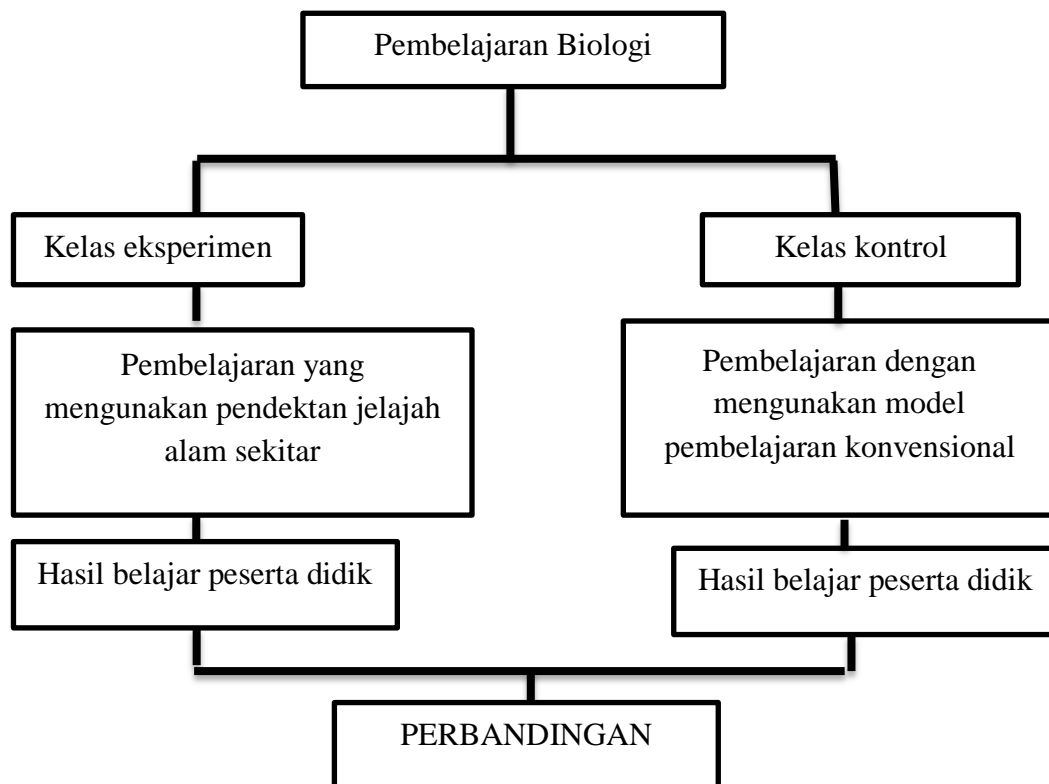 Pembelajaran Biologi
Kelas eksperimen
Kelas kontrol
Pembelajaran yang
mengunakan pendektan jelajah
alam sekitar
Pembelajaran dengan
mengunakan model
pembelajaran konvensional
Hasil belajar peserta didik
Hasil belajar peserta didik
PERBANDINGAN